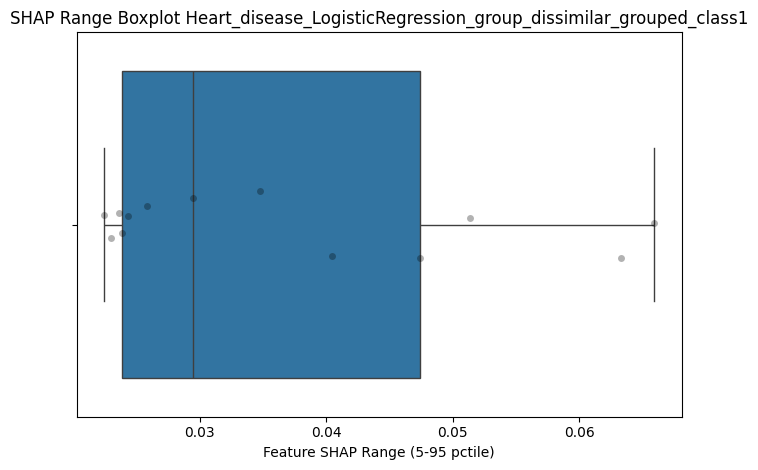 SHAP Range Boxplot Heart_disease_LogisticRegression_group_dissimilar_grouped_class1
0.03 0.04 0.05 0.06
Feature SHAP Range (5-95 pctile)